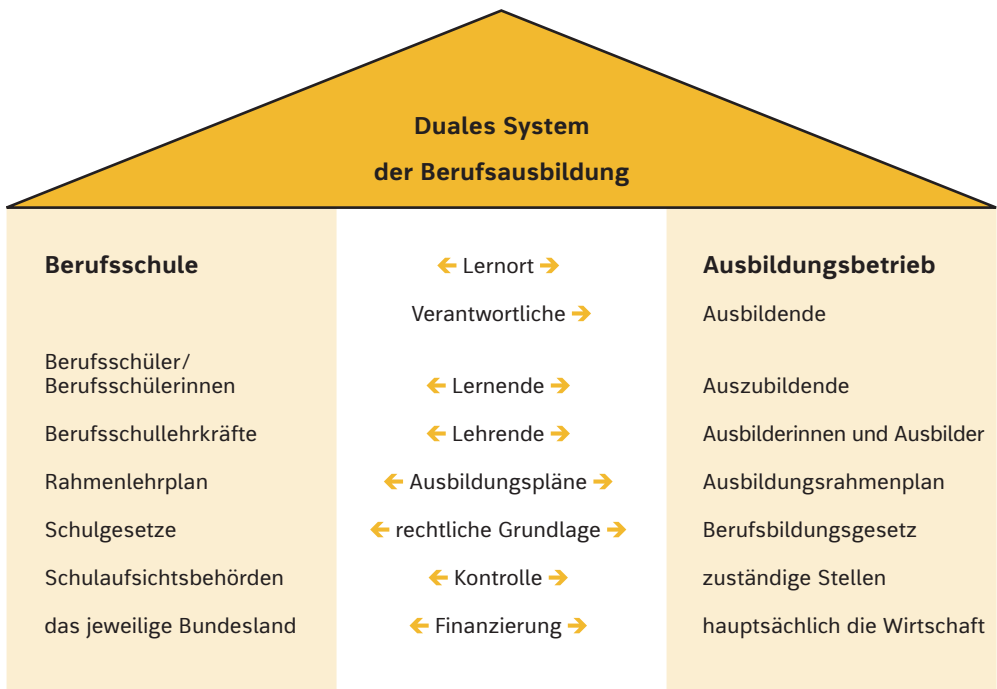 Duales System
der Berufsausbildung
Berufsschule ← Lernort → Ausbildungsbetrieb
Verantwortliche → Ausbildende
Berufsschüler/
Berufsschülerinnen ← Lernende → Auszubildende
Berufsschullehrkräfte ← Lehrende → Ausbilderinnen und Ausbilder
Rahmenlehrplan ← Ausbildungspläne → Ausbildungsrahmenplan
Schulgesetze ← rechtliche Grundlage → Berufsbildungsgesetz
Schulaufsichtsbehörden ← Kontrolle → zuständige Stellen
das jeweilige Bundesland ← Finanzierung → hauptsächlich die Wirtschaft